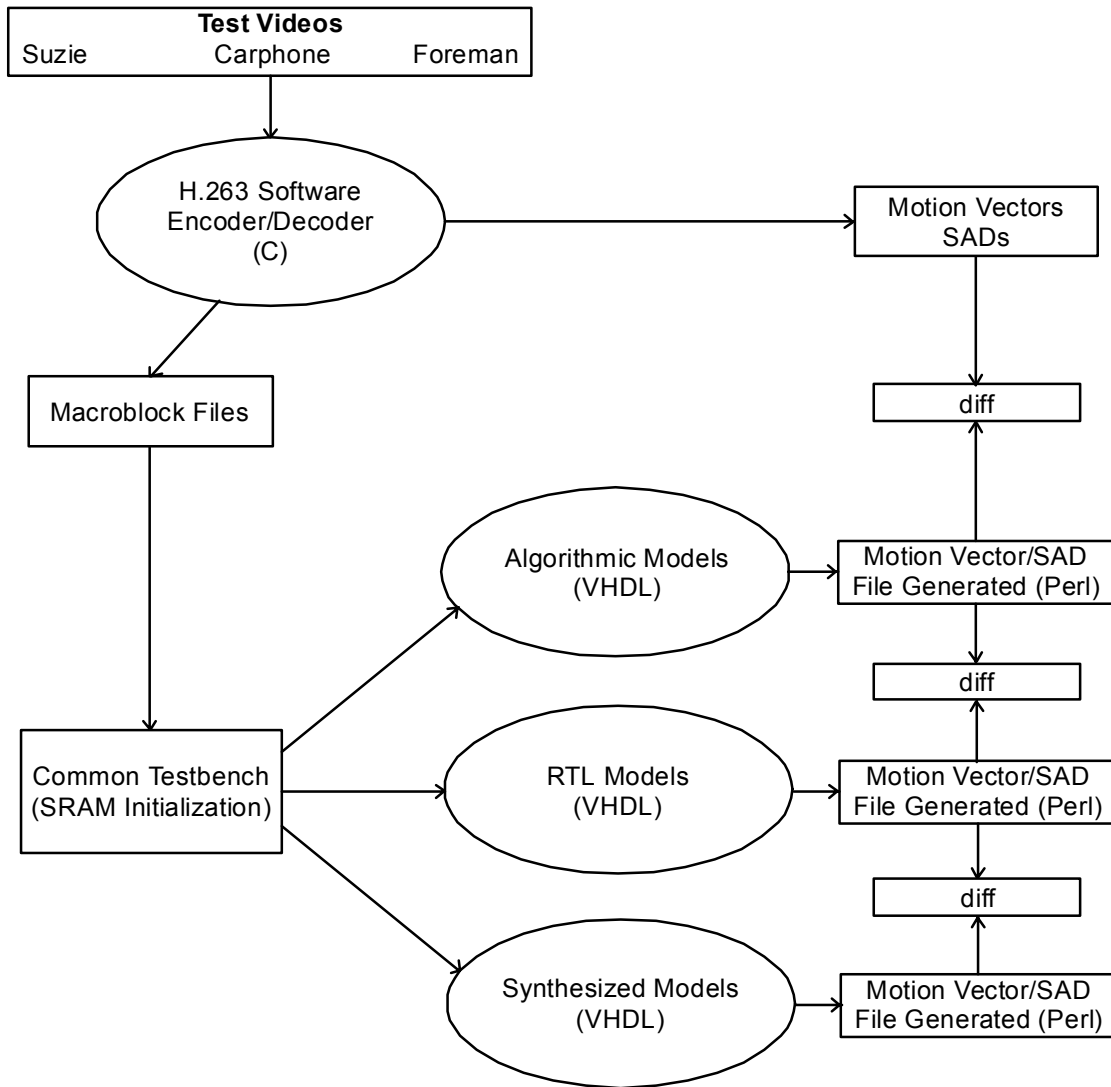 Test Videos
Suzie Carphone Foreman
H.263 Software
Encoder/Decoder
(C)
Motion Vectors
SADs
Macroblock Files
diff
Algorithmic Models
(VHDL)
Motion Vector/SAD
File Generated (Perl)
diff
Common Testbench
(SRAM Initialization)
RTL Models
(VHDL)
Motion Vector/SAD
File Generated (Perl)
diff
Synthesized Models
(VHDL)
Motion Vector/SAD
File Generated (Perl)